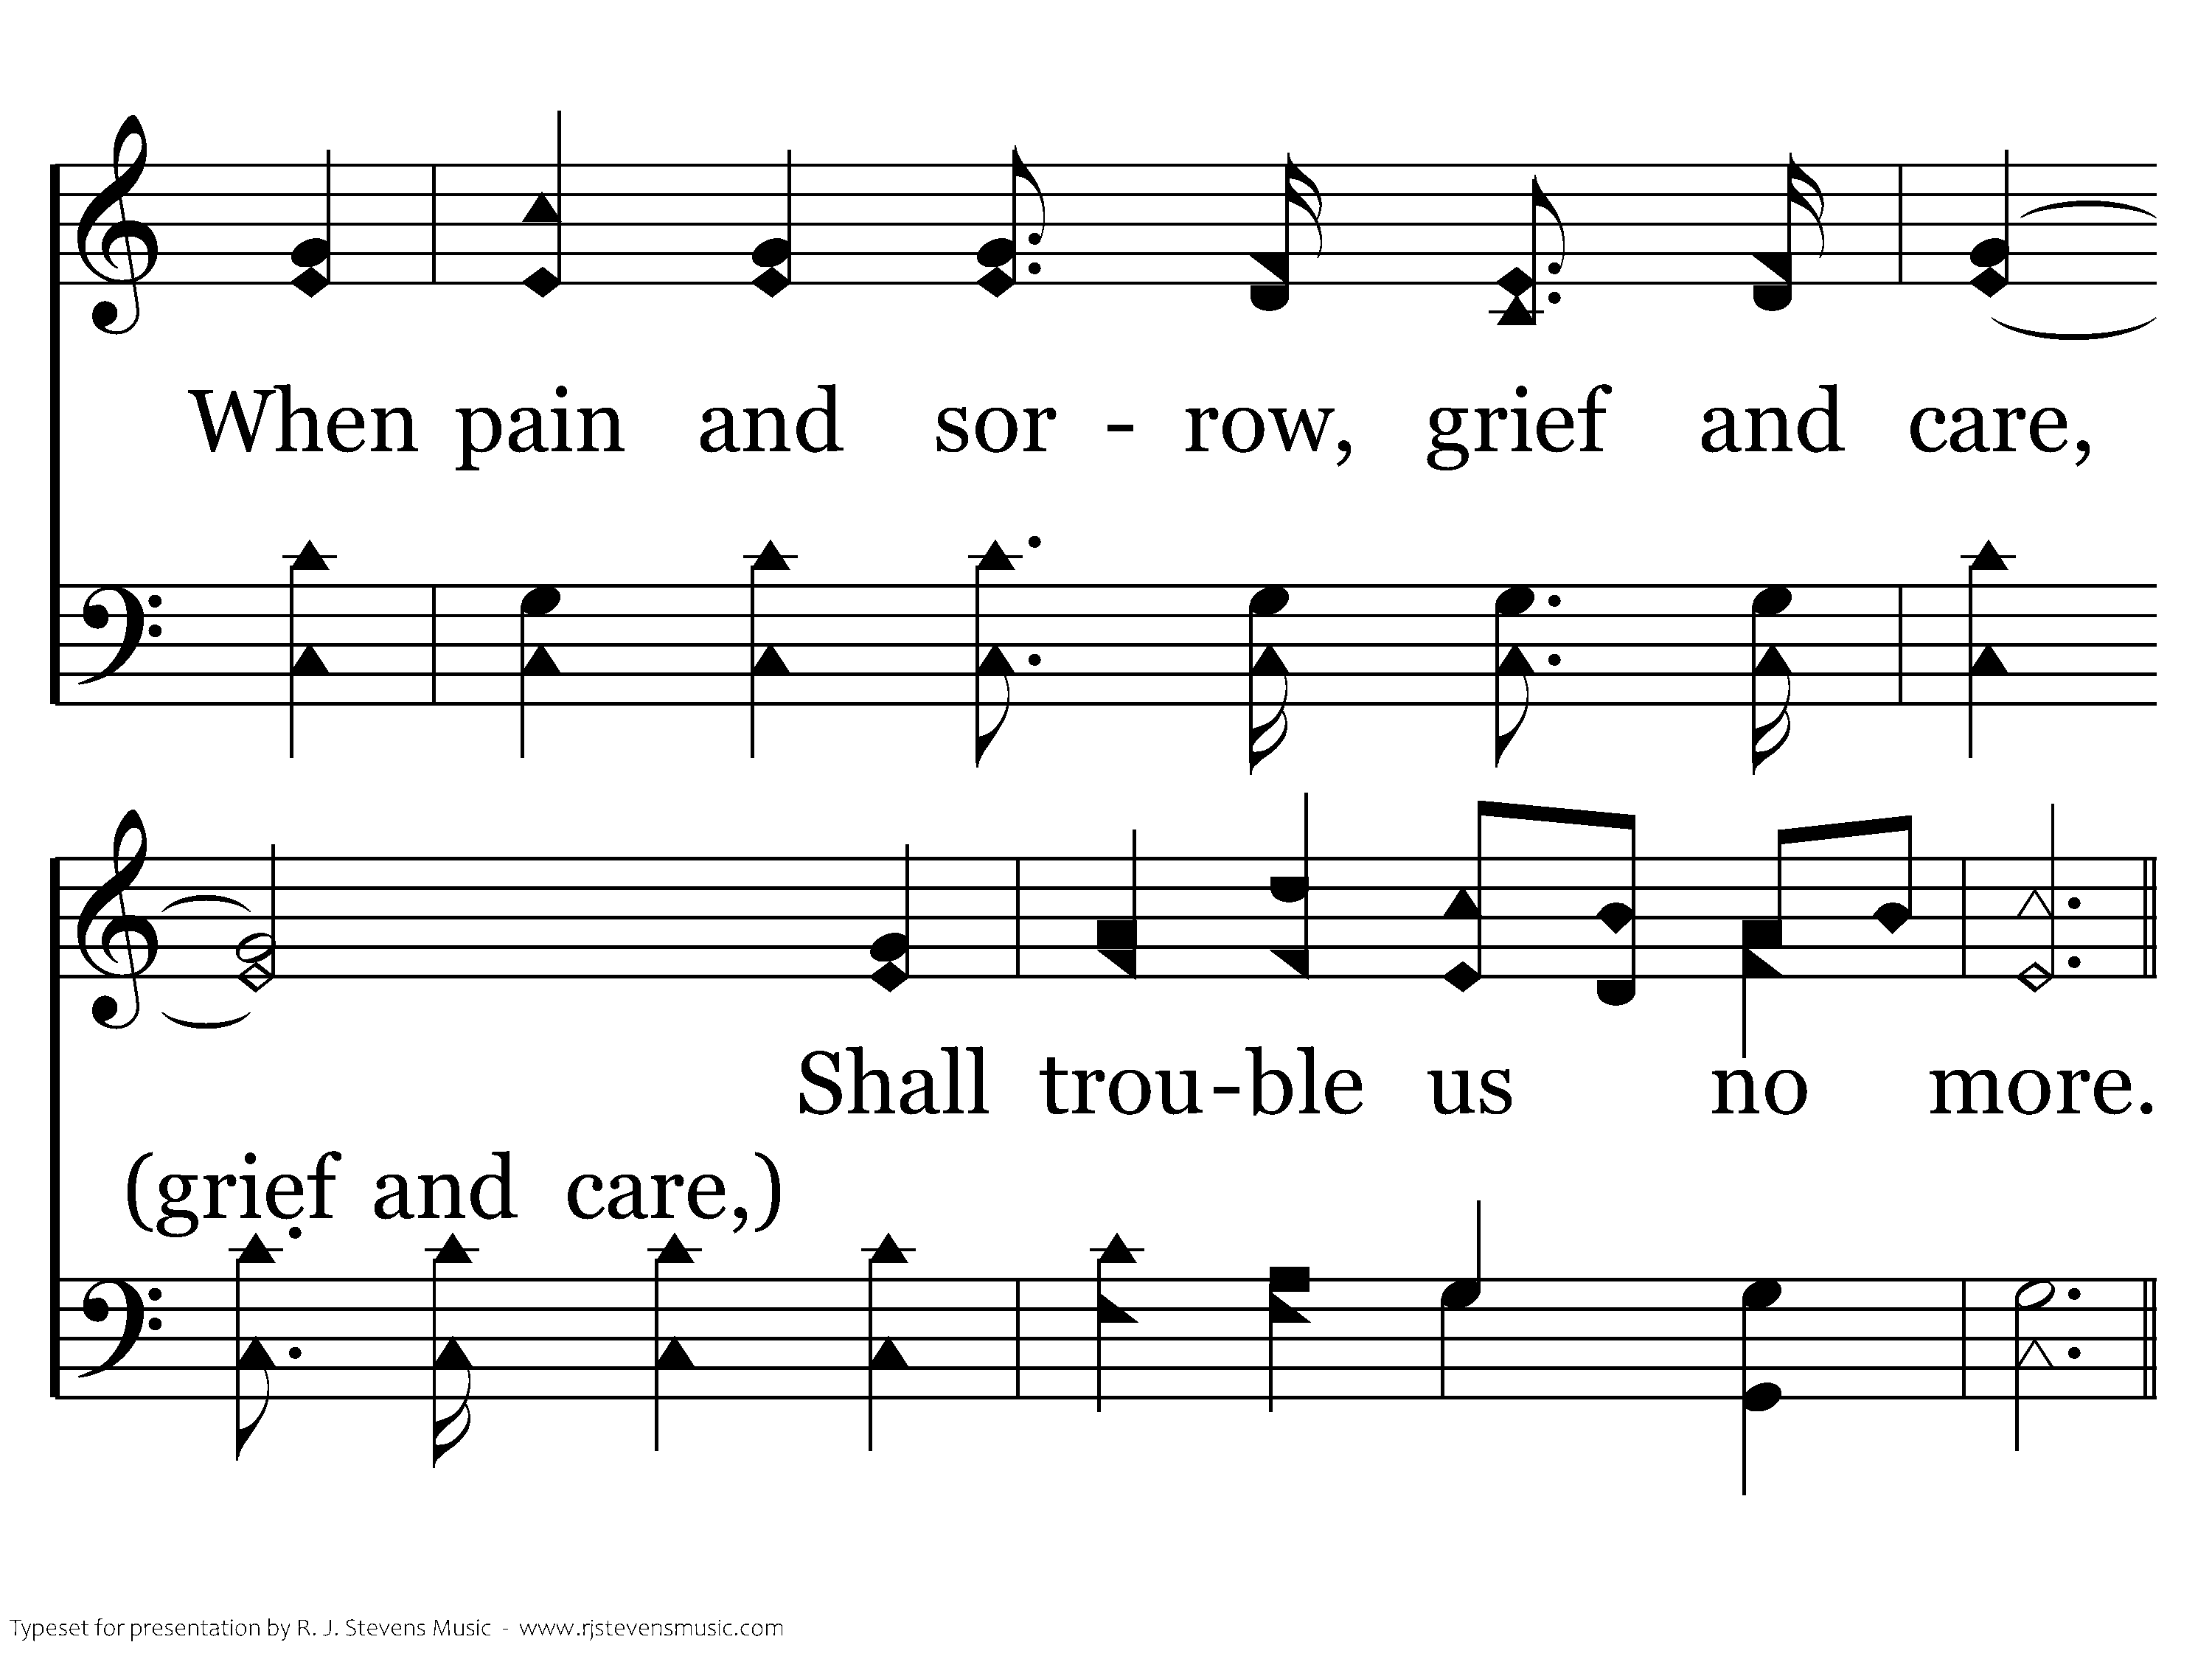 When pain and sor - row, grief and care,
Shall trou-ble us no more.
(grief and care,)
Typeset for presentation by R. J. Stevens Music - www.rjstevensmusic.com